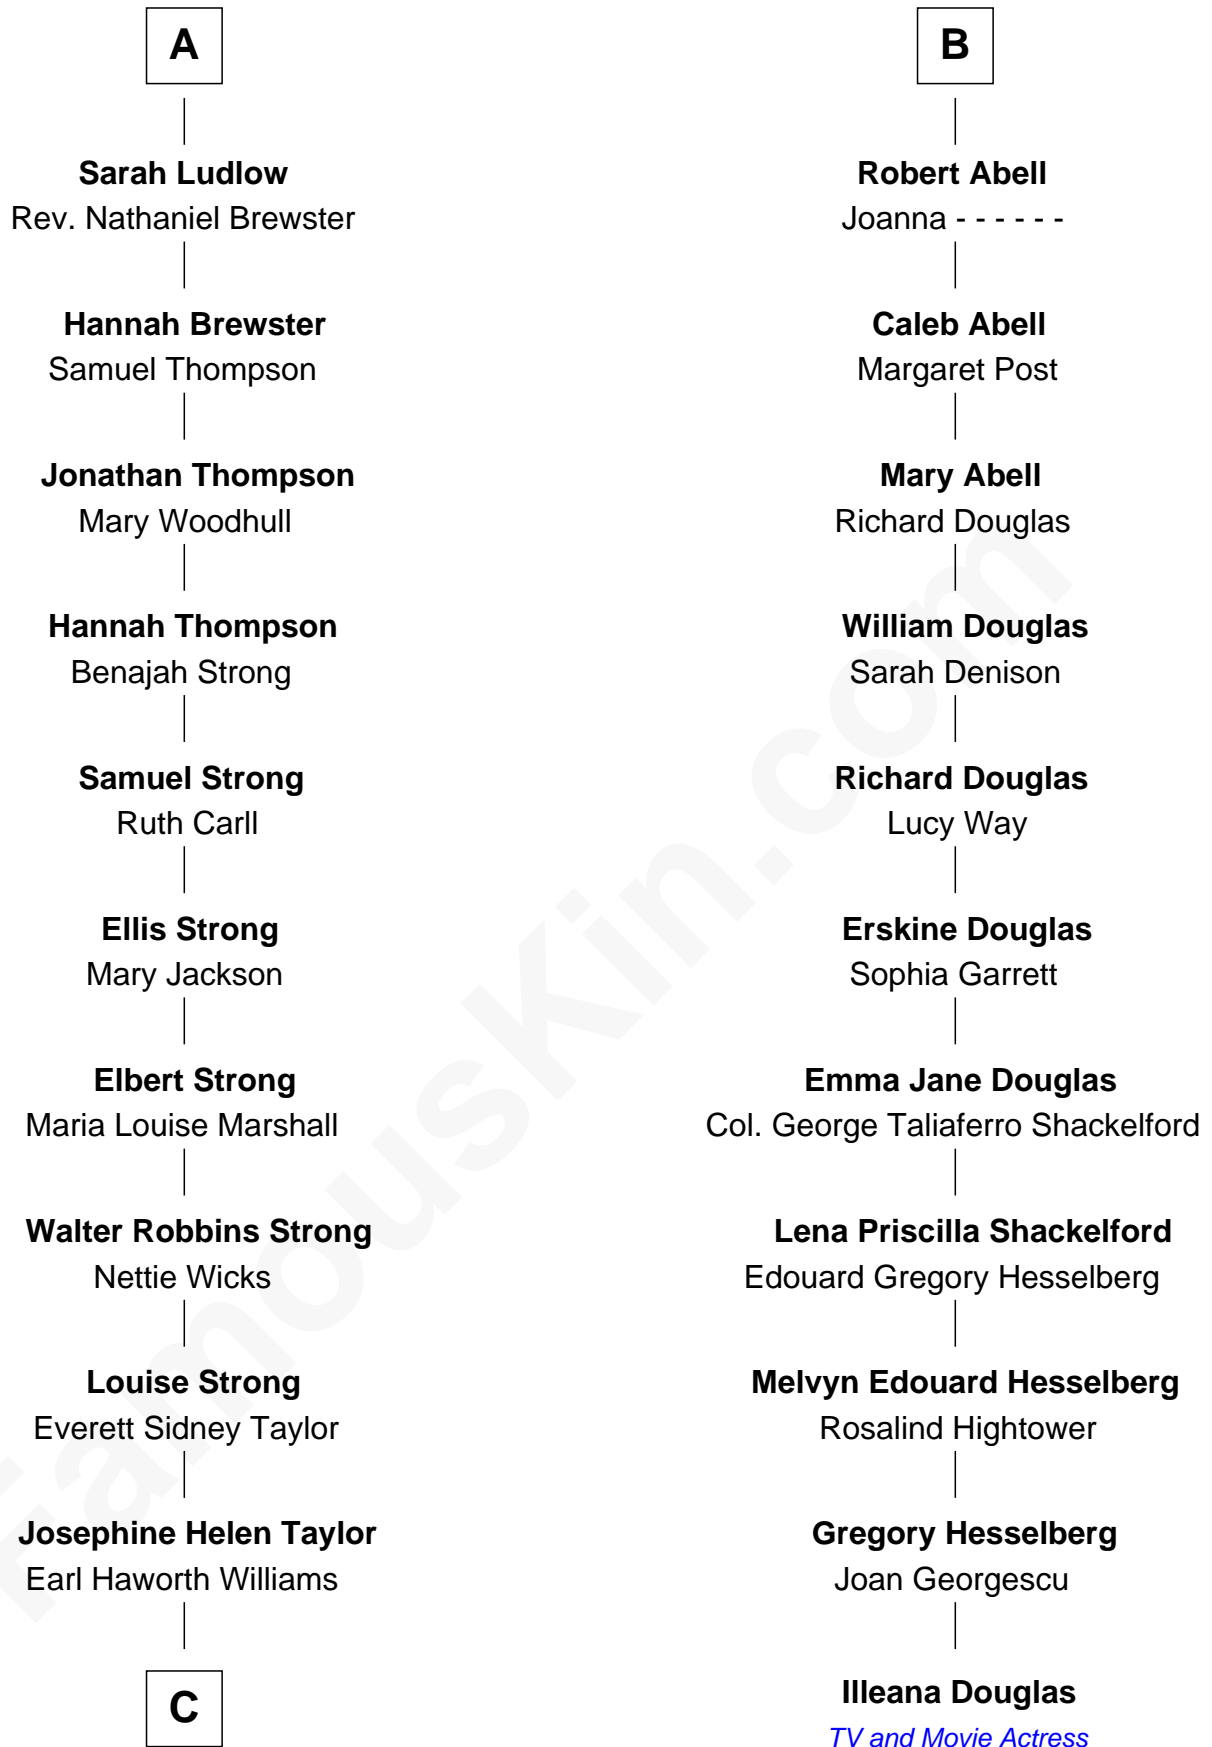 A
Sarah Ludlow
Rev. Nathaniel Brewster
Hannah Brewster
Samuel Thompson
Jonathan Thompson
Mary Woodhull
Hannah Thompson
Benajah Strong
Samuel Strong
Ruth Carll
Ellis Strong
Mary Jackson
Elbert Strong
Maria Louise Marshall
Walter Robbins Strong
Nettie Wicks
Louise Strong
Everett Sidney Taylor
Josephine Helen Taylor
Earl Haworth Williams
C
B
Robert Abell
Joanna - - - - - -
Caleb Abell
Margaret Post
Mary Abell
Richard Douglas
William Douglas
Sarah Denison
Richard Douglas
Lucy Way
Erskine Douglas
Sophia Garrett
Emma Jane Douglas
Col. George Taliaferro Shackelford
Lena Priscilla Shackelford
Edouard Gregory Hesselberg
Melvyn Edouard Hesselberg
Rosalind Hightower
Gregory Hesselberg
Joan Georgescu
Illeana Douglas
TV and Movie Actress
FamousKin.com